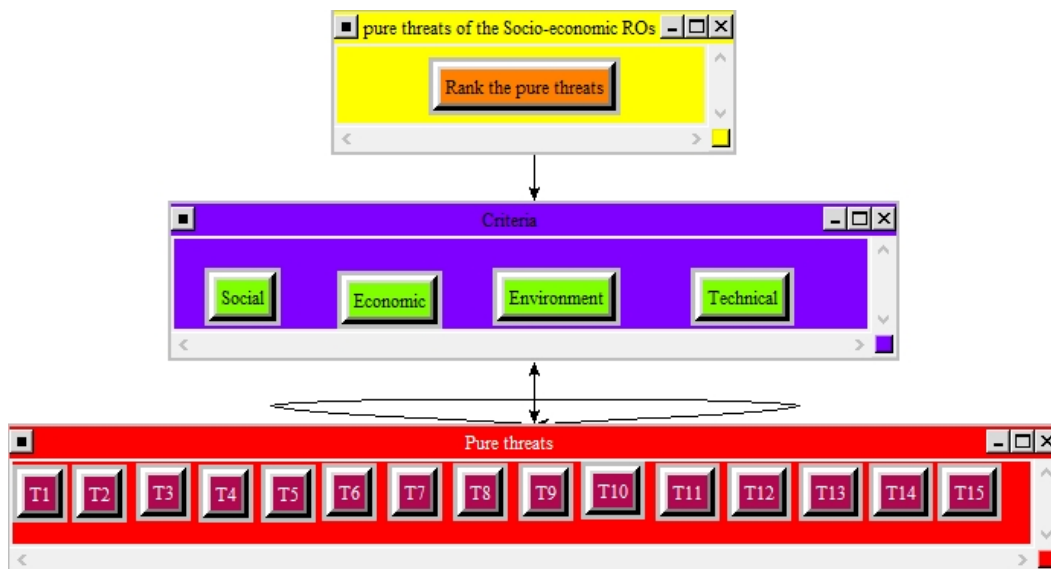 pure threats of the Socio-economic ROs
Rank the pure threats
Criteria
Social Economic Environment Technical
Pure threats
T1 T2 T3 T4 T5 T6 T7 T8 T9 T10 T11 T12 T13 T14 T15